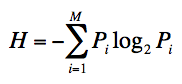 H = −∑_{i=1}^{M} P_i log_2 P_i